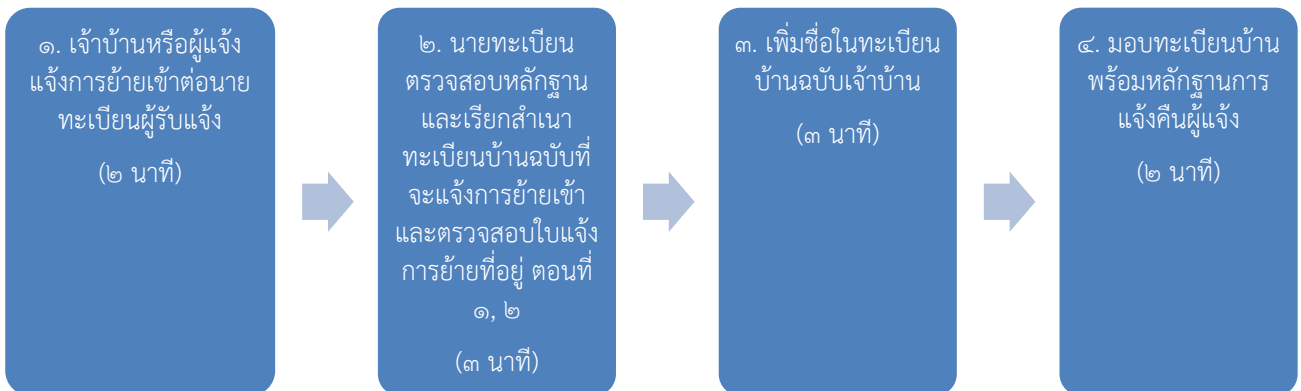 ๑. เจ้าบ้านหรือผู้แจ้ง
แจ้งการย้ายเข้าต่อนาย
ทะเบียนผู้รับแจ้ง
(๒ นาที)
๒. นายทะเบียน
ตรวจสอบหลักฐาน
และเรียกสำเนา
ทะเบียนบ้านฉบับที่
จะแจ้งการย้ายเข้า
และตรวจสอบใบแจ้ง
การย้ายที่อยู่ ตอนที่
๑, ๒
(๓ นาที)
๓. เพิ่มชื่อในทะเบียน
บ้านฉบับเจ้าบ้าน
(๓ นาที)
๔. มอบทะเบียนบ้าน
พร้อมหลักฐานการ
แจ้งคืนผู้แจ้ง
(๒ นาที)